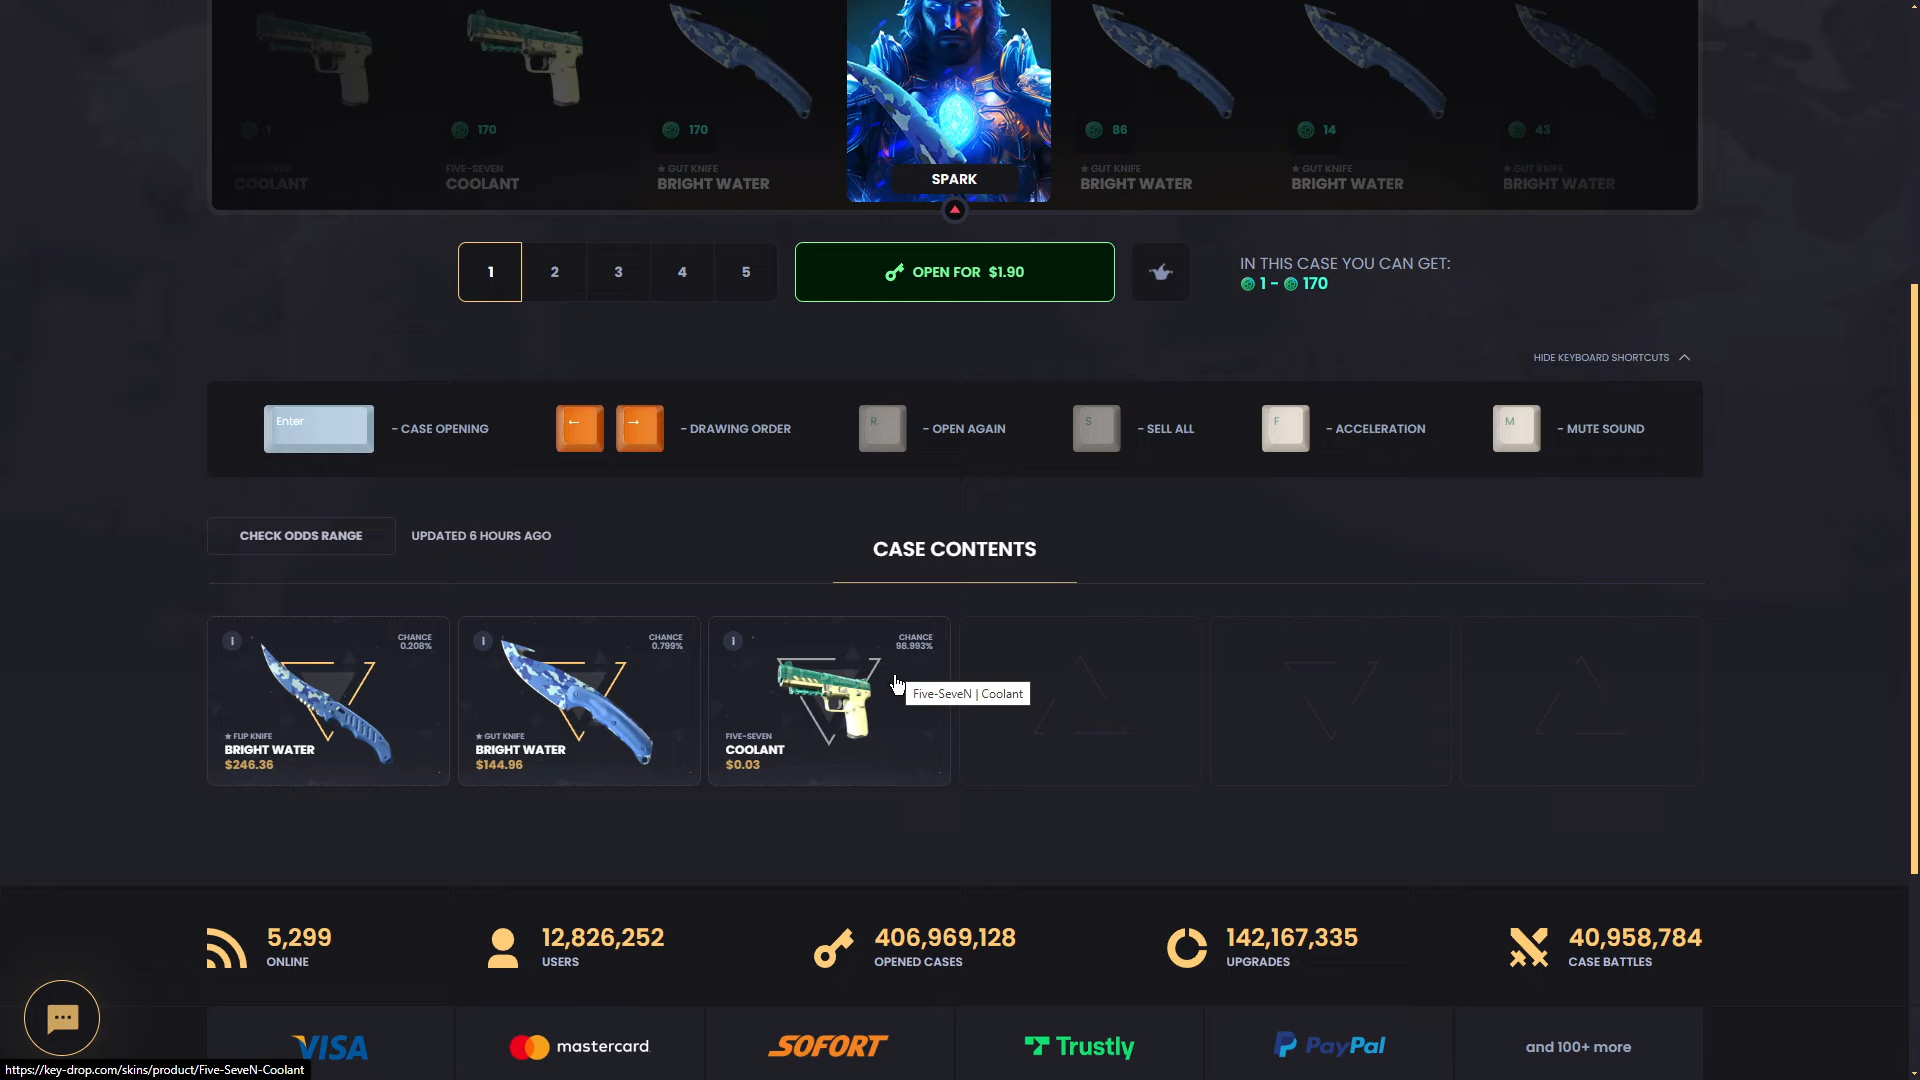 1
170
170
86
14
43
FIVE-SEVEN
★ GUT KNIFE
★ GUT KNIFE
★ GUT KNIFE
★ GUT KNIFE
COOLANT
COOLANT
BRIGHT WATER
SPARK
BRIGHT WATER
BRIGHT WATER
BRIGHT WATER
1
2
3
4
5
OPEN FOR $1.90
IN THIS CASE YOU CAN GET:
1 - 170
HIDE KEYBOARD SHORTCUTS
Enter
- CASE OPENING
←
→
- DRAWING ORDER
R
- OPEN AGAIN
S
- SELL ALL
F
- ACCELERATION
M
- MUTE SOUND
CHECK ODDS RANGE
UPDATED 6 HOURS AGO
CASE CONTENTS
i
CHANCE
0.208%
★ FLIP KNIFE
BRIGHT WATER
$246.36
i
CHANCE
0.799%
★ GUT KNIFE
BRIGHT WATER
$144.96
i
CHANCE
98.993%
FIVE-SEVEN
COOLANT
$0.03
Five-SeveN | Coolant
5,299
ONLINE
12,826,252
USERS
406,969,128
OPENED CASES
142,167,335
UPGRADES
40,958,784
CASE BATTLES
VISA
mastercard
SOFORT
Trustly
PayPal
and 100+ more
https://key-drop.com/skins/product/Five-SeveN-Coolant